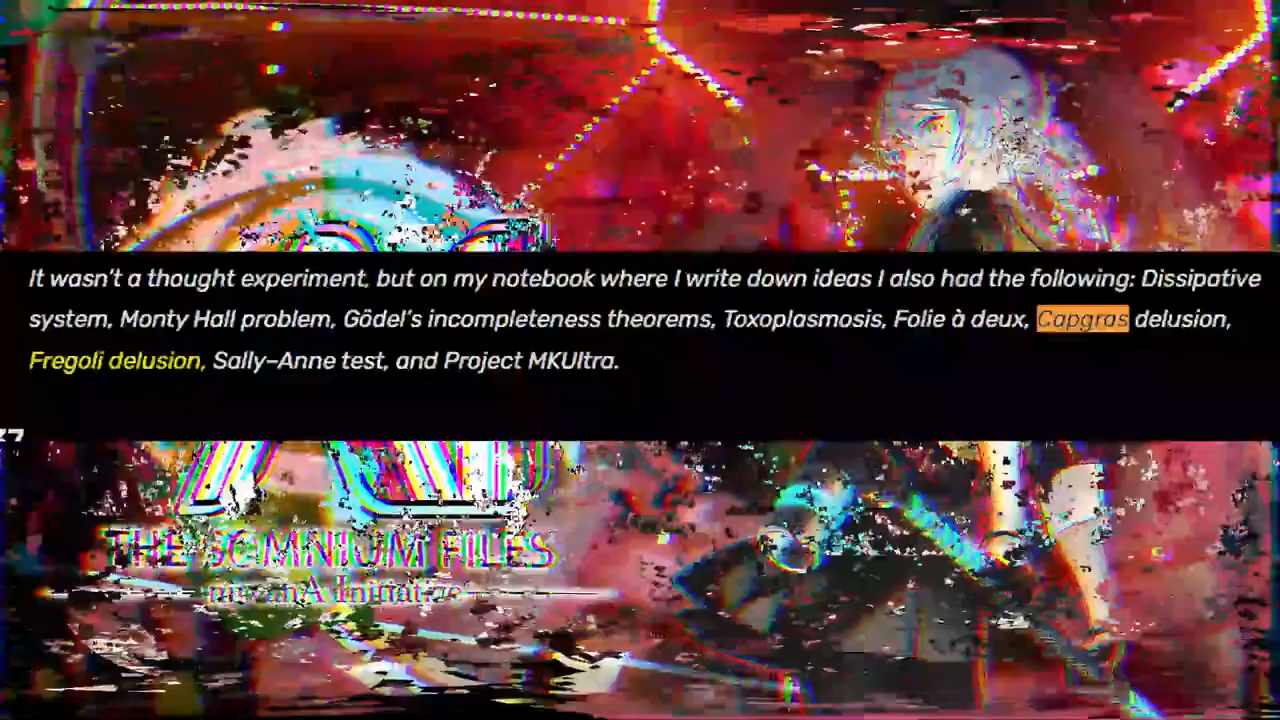 It wasn't a thought experiment, but on my notebook where I write down ideas I also had the following: Dissipative
system, Monty Hall problem, Gödel's incompleteness theorems, Toxoplasmosis, Folie à deux, Capgras delusion,
Fregoli delusion, Sally–Anne test, and Project MKUltra.
THE SOMNIUM FILES
nirvanA Initiative